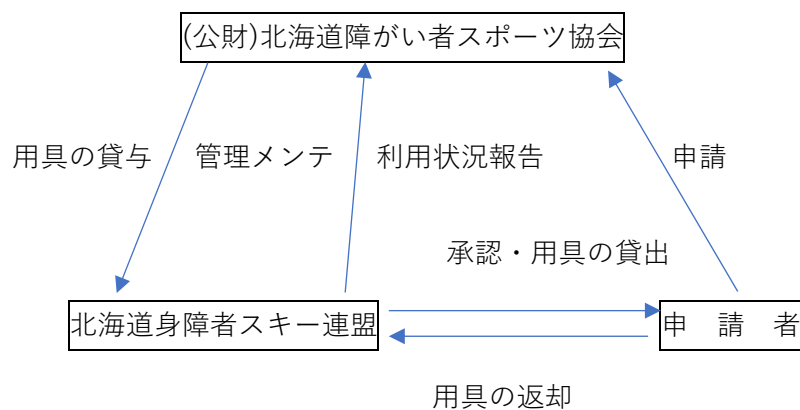 (公財)北海道障がい者スポーツ協会
用具の貸与 管理メンテ 利用状況報告 申請
承認・用具の貸出
北海道身障者スキー連盟 申 請 者
用具の返却